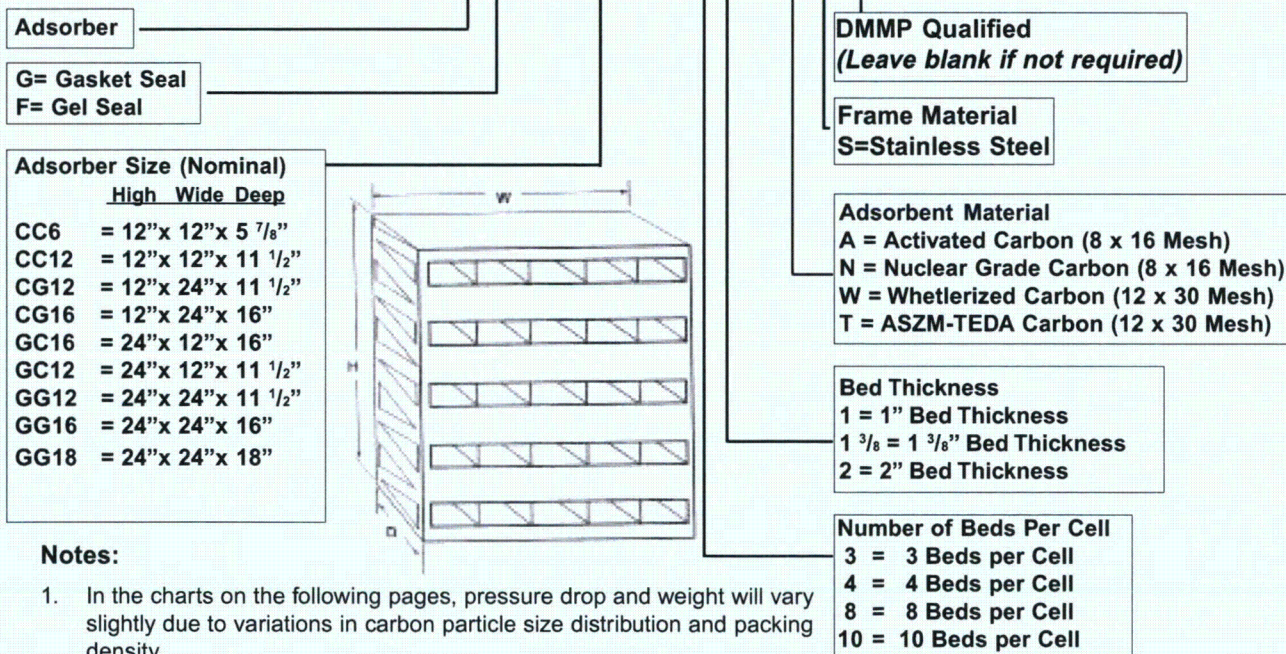 Adsorber
G= Gasket Seal
F= Gel Seal
Adsorber Size (Nominal)
High Wide Deep
CC6 = 12”x 12”x 5 7/8”
CC12 = 12”x 12”x 11 1/2”
CG12 = 12”x 24”x 11 1/2”
CG16 = 12”x 24”x 16”
GC16 = 24”x 12”x 16”
GC12 = 24”x 12”x 11 1/2”
GG12 = 24”x 24”x 11 1/2”
GG16 = 24”x 24”x 16”
GG18 = 24”x 24”x 18”
W
H
D
DMMP Qualified
(Leave blank if not required)
Frame Material
S=Stainless Steel
Adsorbent Material
A = Activated Carbon (8 x 16 Mesh)
N = Nuclear Grade Carbon (8 x 16 Mesh)
W = Whetlerized Carbon (12 x 30 Mesh)
T = ASZM-TEDA Carbon (12 x 30 Mesh)
Bed Thickness
1 = 1” Bed Thickness
1 3/8 = 1 3/8” Bed Thickness
2 = 2” Bed Thickness
Number of Beds Per Cell
3 = 3 Beds per Cell
4 = 4 Beds per Cell
8 = 8 Beds per Cell
10 = 10 Beds per Cell
Notes:
1. In the charts on the following pages, pressure drop and weight will vary
slightly due to variations in carbon particle size distribution and packing
density